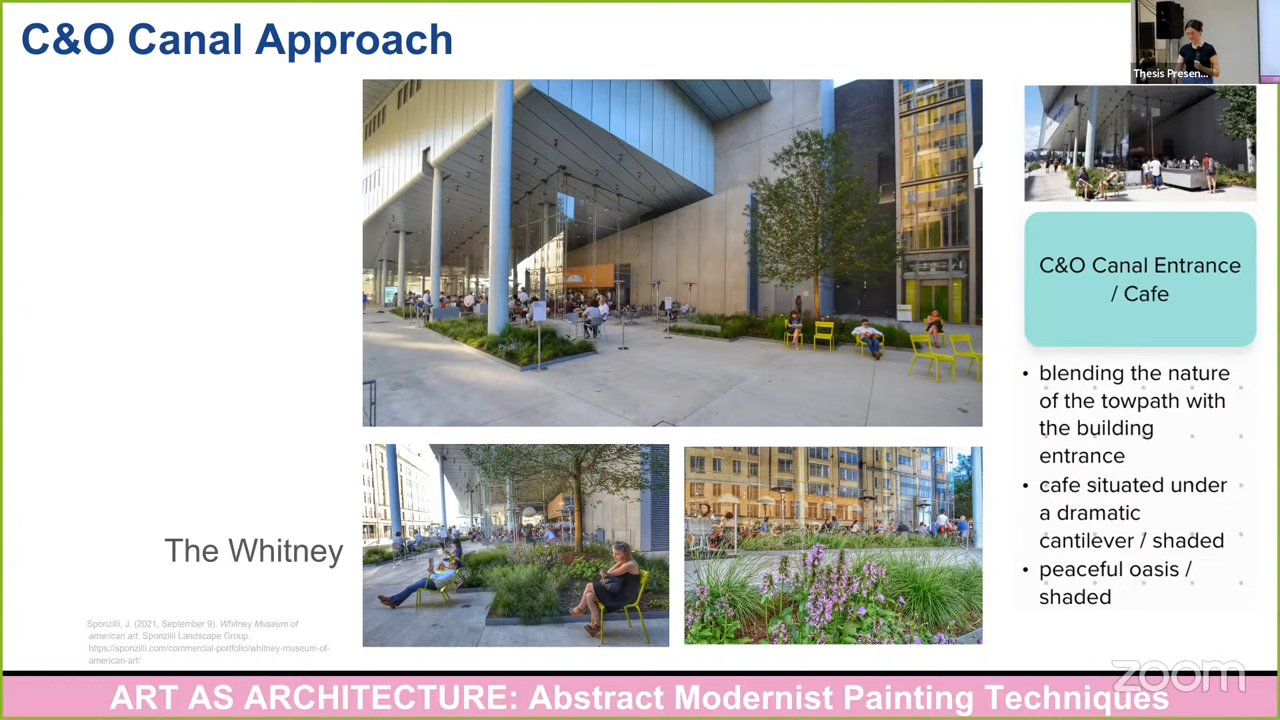 C&O Canal Approach
Thesis Presen...
C&O Canal Entrance
/ Cafe
• blending the nature
of the towpath with
the building
entrance
• cafe situated under
a dramatic
cantilever / shaded
• peaceful oasis /
shaded
The Whitney
Sponzilli, J. (2021, September 9). Whitney Museum of
american art. Sponzilli Landscape Group.
https://sponzilli.com/commercial-portfolio/whitney-museum-of-
american-art/
zoom
ART AS ARCHITECTURE: Abstract Modernist Painting Techniques